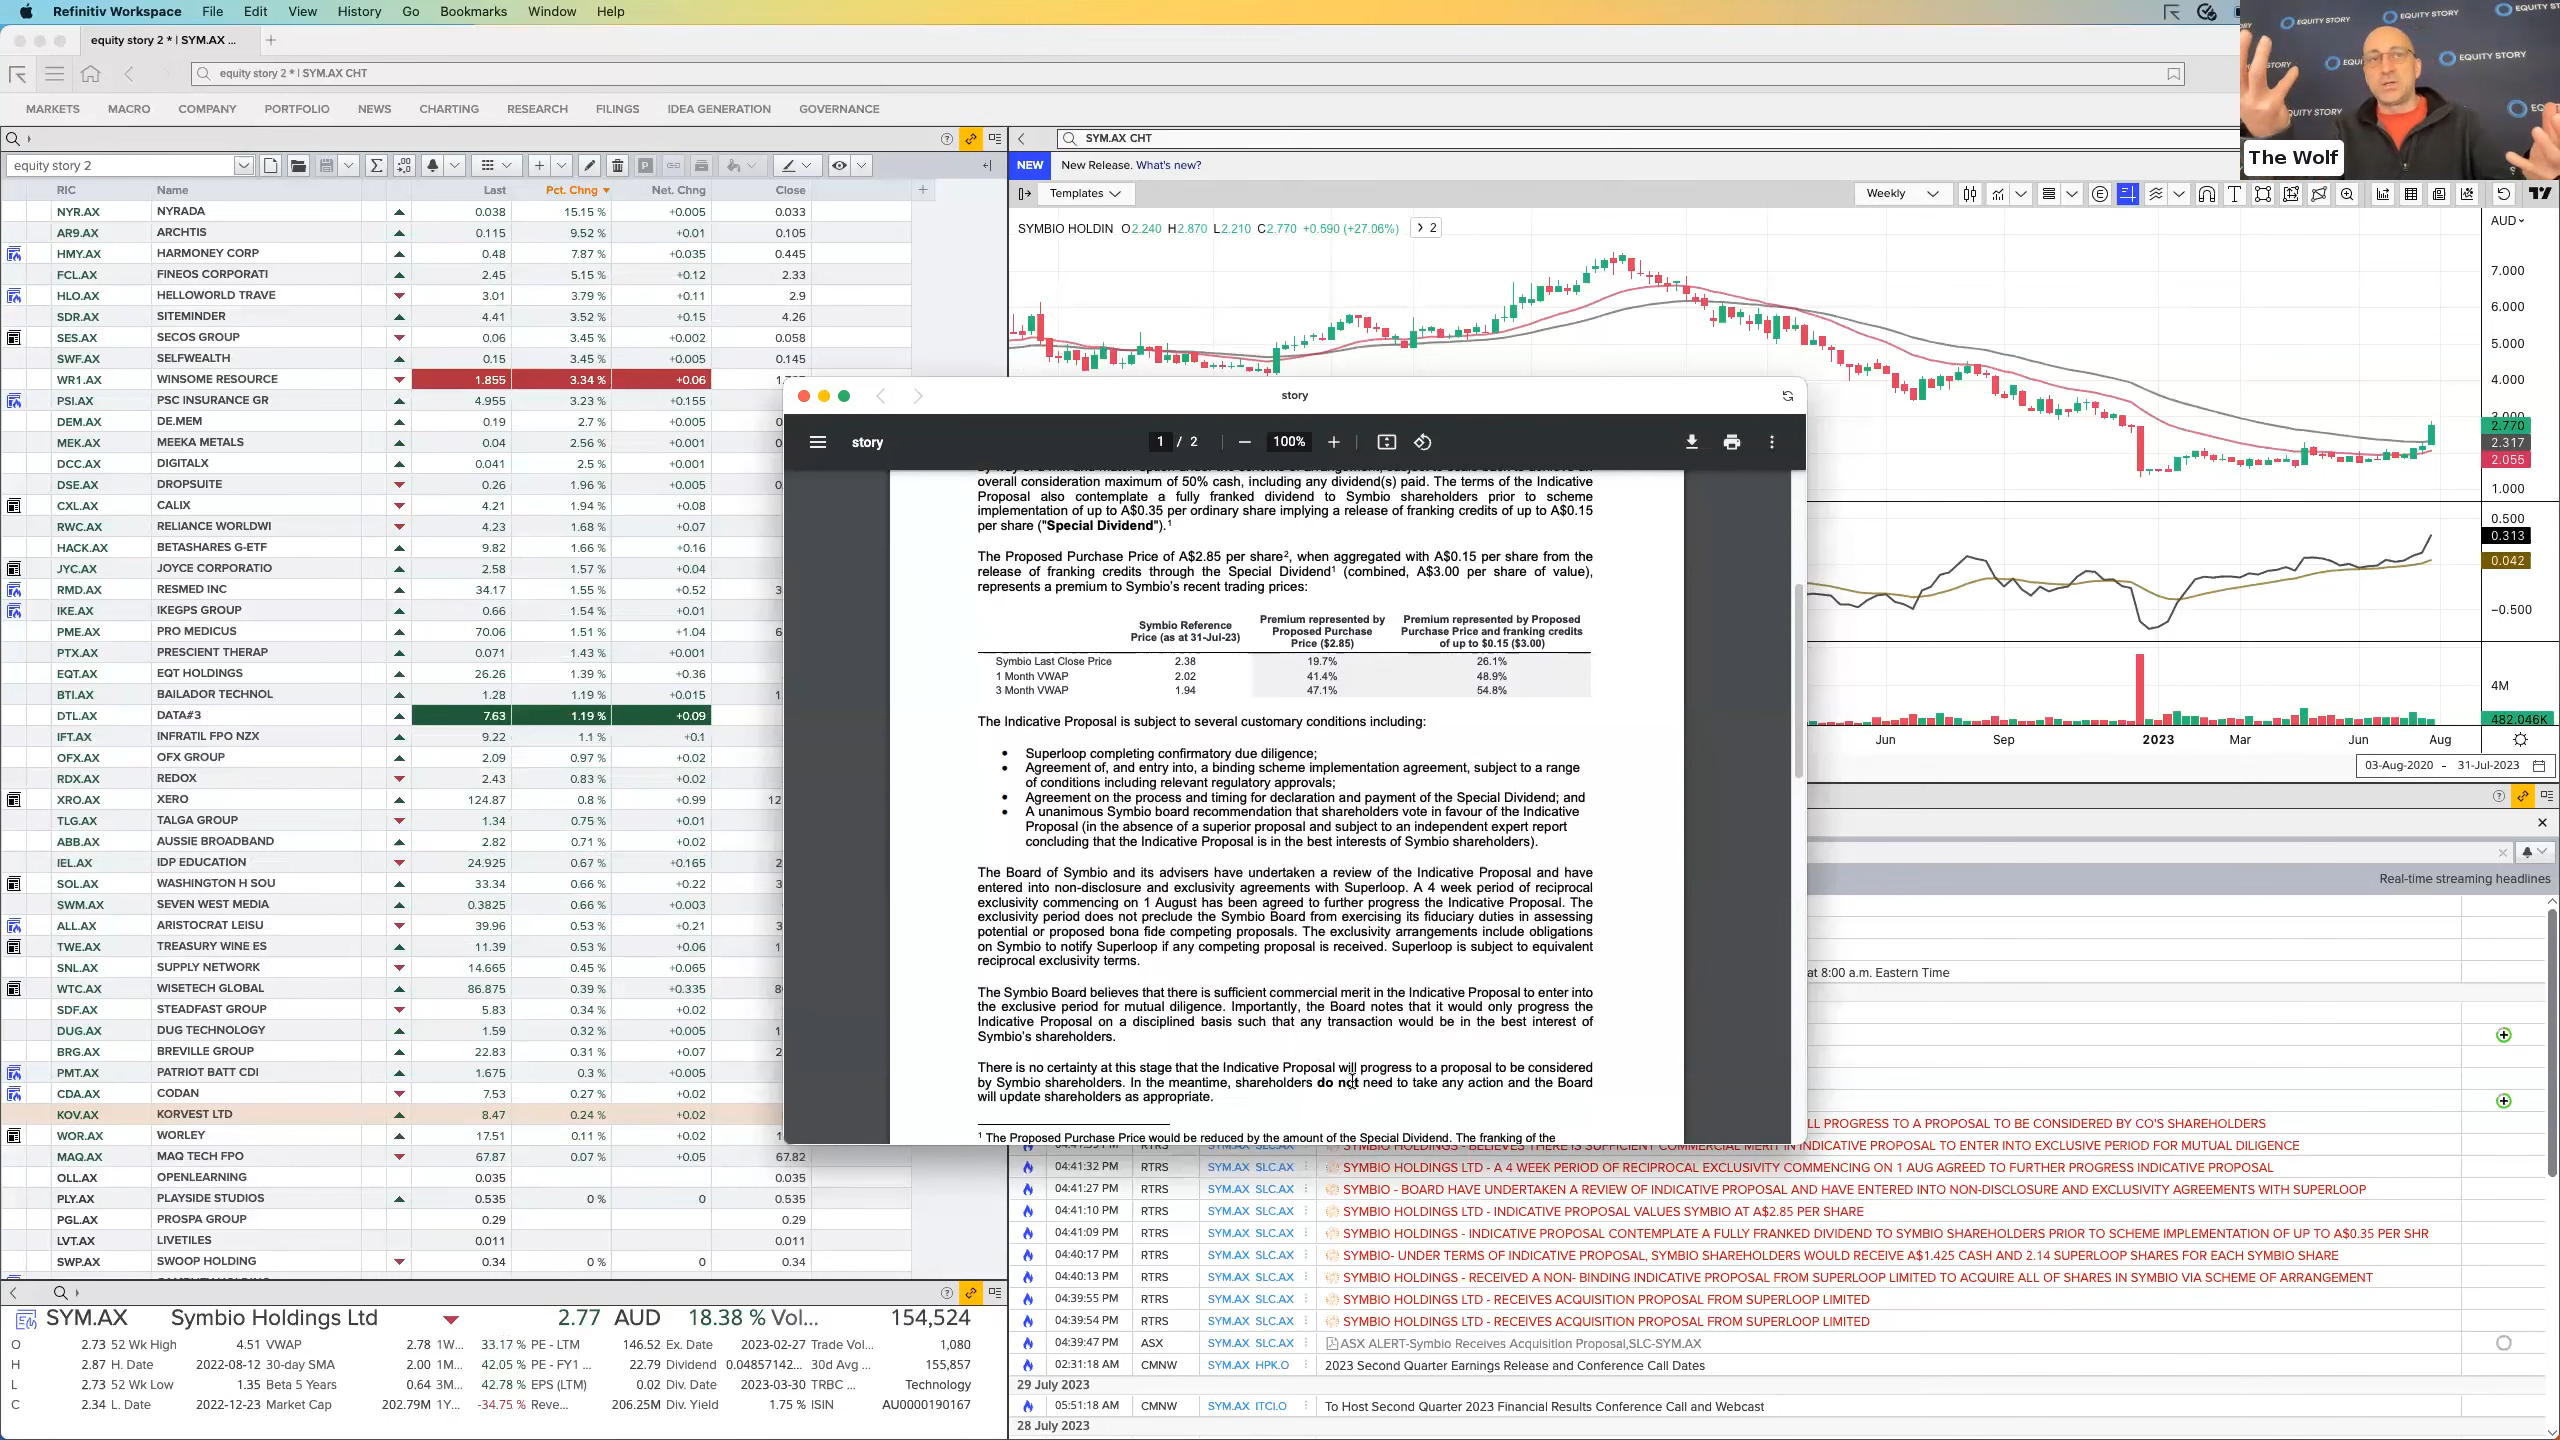 Refinitiv Workspace File Edit View History Go Bookmarks Window Help
equity story 2 * | SYM.AX ...
equity story 2 * | SYM.AX CHT
MARKETS MACRO COMPANY PORTFOLIO NEWS CHARTING RESEARCH FILINGS IDEA GENERATION GOVERNANCE
EQUITY STORY
The Wolf
equity story 2
RIC Name Last Pct. Chng Net. Chng Close
NYR.AX NYRADA 0.038 15.15 % +0.005 0.033
AR9.AX ARCHTIS 0.115 9.52 % +0.01 0.105
HMY.AX HARMONEY CORP 0.48 7.87 % +0.035 0.445
FCL.AX FINEOS CORPORATI 2.45 5.15 % +0.12 2.33
HLO.AX HELLOWORLD TRAVE 3.01 3.79 % +0.11 2.9
SDR.AX SITEMINDER 4.41 3.52 % +0.15 4.26
SES.AX SECOS GROUP 0.06 3.45 % +0.002 0.058
SWF.AX SELFWEALTH 0.15 3.45 % +0.005 0.145
WR1.AX WINSOME RESOURCE 1.855 3.34 % +0.06
PSI.AX PSC INSURANCE GR 4.955 3.23 % +0.155
DEM.AX DE.MEM 0.19 2.7 % +0.005
MEK.AX MEEKA METALS 0.04 2.56 % +0.001
DCC.AX DIGITALX 0.041 2.5 % +0.001
DSE.AX DROPSUITE 0.26 1.96 % +0.005
CXL.AX CALIX 4.21 1.94 % +0.08
RWC.AX RELIANCE WORLDWI 4.23 1.68 % +0.07
HACK.AX BETASHARES G-ETF 9.82 1.66 % +0.16
JYC.AX JOYCE CORPORATIO 2.58 1.57 % +0.04
RMD.AX RESMED INC 34.17 1.55 % +0.52
IKE.AX IKEGPS GROUP 0.66 1.54 % +0.01
PME.AX PRO MEDICUS 70.06 1.51 % +1.04
PTX.AX PRESCIENT THERAP 0.071 1.43 % +0.001
EQT.AX EQT HOLDINGS 26.26 1.39 % +0.36
BTI.AX BAILADOR TECHNOL 1.28 1.19 % +0.015
DTL.AX DATA#3 7.63 1.19 % +0.09
IFT.AX INFRATIL FPO NZX 9.22 1.1 % +0.1
OFX.AX OFX GROUP 2.09 0.97 % +0.02
RDX.AX REDOX 2.43 0.83 % +0.02
XRO.AX XERO 124.87 0.8 % +0.99
TLG.AX TALGA GROUP 1.34 0.75 % +0.01
ABB.AX AUSSIE BROADBAND 2.82 0.71 % +0.02
IEL.AX IDP EDUCATION 24.925 0.67 % +0.165
SOL.AX WASHINGTON H SOU 33.34 0.66 % +0.22
SWM.AX SEVEN WEST MEDIA 0.3825 0.66 % +0.003
ALL.AX ARISTOCRAT LEISU 39.96 0.53 % +0.21
TWE.AX TREASURY WINE ES 11.39 0.53 % +0.06
SNL.AX SUPPLY NETWORK 14.665 0.45 % +0.065
WTC.AX WISETECH GLOBAL 86.875 0.39 % +0.335
SDF.AX STEADFAST GROUP 5.83 0.34 % +0.02
DUG.AX DUG TECHNOLOGY 1.59 0.32 % +0.005
BRG.AX BREVILLE GROUP 22.83 0.31 % +0.07
PMT.AX PATRIOT BATT CDI 1.675 0.3 % +0.005
CDA.AX CODAN 7.53 0.27 % +0.02
KOV.AX KORVEST LTD 8.47 0.24 % +0.02
WOR.AX WORLEY 17.51 0.11 % +0.02
MAQ.AX MAQ TECH FPO 67.87 0.07 % +0.05 67.82
OLL.AX OPENLEARNING 0.035 0.035
PLY.AX PLAYSIDE STUDIOS 0.535 0 % 0 0.535
PGL.AX PROSPA GROUP 0.29 0.29
LVT.AX LIVETILES 0.011 0.011
SWP.AX SWOOP HOLDING 0.34 0 % 0 0.34
SYM.AX Symbio Holdings Ltd 2.77 AUD 18.38 % Vol... 154,524
O 2.73 52 Wk High 4.51 VWAP 2.78 1W... 33.17 % PE - LTM 146.52 Ex. Date 2023-02-27 Trade Vol... 1,080
H 2.87 H. Date 2022-08-12 30-day SMA 2.00 1M... 42.05 % PE - FY1 ... 22.79 Dividend 0.04857142... 30d Avg ... 155,857
L 2.73 52 Wk Low 1.35 Beta 5 Years 0.64 3M... 42.78 % EPS (LTM) 0.02 Div. Date 2023-03-30 TRBC ... Technology
C 2.34 L. Date 2022-12-23 Market Cap 202.79M 1Y... -34.75 % Reve... 206.25M Div. Yield 1.75 % ISIN AU0000190167
SYM.AX CHT
NEW New Release. What's new?
Templates Weekly
SYMBIO HOLDIN O2.240 H2.870 L2.210 C2.770 +0.590 (+27.06%) 2
AUD
7.000
6.000
5.000
4.000
3.000
2.770
2.317
2.055
1.000
0.500
0.313
0.042
−0.500
4M
482.046K
Jun Sep 2023 Mar Jun Aug
03-Aug-2020 - 31-Jul-2023
story
story 1 / 2 100%
overall consideration maximum of 50% cash, including any dividend(s) paid. The terms of the Indicative
Proposal also contemplate a fully franked dividend to Symbio shareholders prior to scheme
implementation of up to A$0.35 per ordinary share implying a release of franking credits of up to A$0.15
per share ("Special Dividend").¹
The Proposed Purchase Price of A$2.85 per share², when aggregated with A$0.15 per share from the
release of franking credits through the Special Dividend¹ (combined, A$3.00 per share of value),
represents a premium to Symbio's recent trading prices:
Symbio Reference Price (as at 31-Jul-23) Premium represented by Proposed Purchase Price ($2.85) Premium represented by Proposed Purchase Price and franking credits of up to $0.15 ($3.00)
Symbio Last Close Price 2.38 19.7% 26.1%
1 Month VWAP 2.02 41.4% 48.9%
3 Month VWAP 1.94 47.1% 54.8%
The Indicative Proposal is subject to several customary conditions including:
• Superloop completing confirmatory due diligence;
• Agreement of, and entry into, a binding scheme implementation agreement, subject to a range
of conditions including relevant regulatory approvals;
• Agreement on the process and timing for declaration and payment of the Special Dividend; and
• A unanimous Symbio board recommendation that shareholders vote in favour of the Indicative
Proposal (in the absence of a superior proposal and subject to an independent expert report
concluding that the Indicative Proposal is in the best interests of Symbio shareholders).
The Board of Symbio and its advisers have undertaken a review of the Indicative Proposal and have
entered into non-disclosure and exclusivity agreements with Superloop. A 4 week period of reciprocal
exclusivity commencing on 1 August has been agreed to further progress the Indicative Proposal. The
exclusivity period does not preclude the Symbio Board from exercising its fiduciary duties in assessing
potential or proposed bona fide competing proposals. The exclusivity arrangements include obligations
on Symbio to notify Superloop if any competing proposal is received. Superloop is subject to equivalent
reciprocal exclusivity terms.
The Symbio Board believes that there is sufficient commercial merit in the Indicative Proposal to enter into
the exclusive period for mutual diligence. Importantly, the Board notes that it would only progress the
Indicative Proposal on a disciplined basis such that any transaction would be in the best interest of
Symbio's shareholders.
There is no certainty at this stage that the Indicative Proposal will progress to a proposal to be considered
by Symbio shareholders. In the meantime, shareholders do not need to take any action and the Board
will update shareholders as appropriate.
¹ The Proposed Purchase Price would be reduced by the amount of the Special Dividend. The franking of the
Real-time streaming headlines
at 8:00 a.m. Eastern Time
LL PROGRESS TO A PROPOSAL TO BE CONSIDERED BY CO'S SHAREHOLDERS
SYMBIO HOLDINGS - BELIEVES THERE IS SUFFICIENT COMMERCIAL MERIT IN INDICATIVE PROPOSAL TO ENTER INTO EXCLUSIVE PERIOD FOR MUTUAL DILIGENCE
04:41:32 PM RTRS SYM.AX SLC.AX SYMBIO HOLDINGS LTD - A 4 WEEK PERIOD OF RECIPROCAL EXCLUSIVITY COMMENCING ON 1 AUG AGREED TO FURTHER PROGRESS INDICATIVE PROPOSAL
04:41:27 PM RTRS SYM.AX SLC.AX SYMBIO - BOARD HAVE UNDERTAKEN A REVIEW OF INDICATIVE PROPOSAL AND HAVE ENTERED INTO NON-DISCLOSURE AND EXCLUSIVITY AGREEMENTS WITH SUPERLOOP
04:41:10 PM RTRS SYM.AX SLC.AX SYMBIO HOLDINGS LTD - INDICATIVE PROPOSAL VALUES SYMBIO AT A$2.85 PER SHARE
04:41:09 PM RTRS SYM.AX SLC.AX SYMBIO HOLDINGS - INDICATIVE PROPOSAL CONTEMPLATE A FULLY FRANKED DIVIDEND TO SYMBIO SHAREHOLDERS PRIOR TO SCHEME IMPLEMENTATION OF UP TO A$0.35 PER SHR
04:40:17 PM RTRS SYM.AX SLC.AX SYMBIO- UNDER TERMS OF INDICATIVE PROPOSAL, SYMBIO SHAREHOLDERS WOULD RECEIVE A$1.425 CASH AND 2.14 SUPERLOOP SHARES FOR EACH SYMBIO SHARE
04:40:13 PM RTRS SYM.AX SLC.AX SYMBIO HOLDINGS - RECEIVED A NON- BINDING INDICATIVE PROPOSAL FROM SUPERLOOP LIMITED TO ACQUIRE ALL OF SHARES IN SYMBIO VIA SCHEME OF ARRANGEMENT
04:39:55 PM RTRS SYM.AX SLC.AX SYMBIO HOLDINGS LTD - RECEIVES ACQUISITION PROPOSAL FROM SUPERLOOP LIMITED
04:39:54 PM RTRS SYM.AX SLC.AX SYMBIO HOLDINGS LTD - RECEIVES ACQUISITION PROPOSAL FROM SUPERLOOP LIMITED
04:39:47 PM ASX SYM.AX SLC.AX ASX ALERT-Symbio Receives Acquisition Proposal,SLC-SYM.AX
02:31:18 AM CMNW SYM.AX HPK.O 2023 Second Quarter Earnings Release and Conference Call Dates
29 July 2023
05:51:18 AM CMNW SYM.AX ITCI.O To Host Second Quarter 2023 Financial Results Conference Call and Webcast
28 July 2023